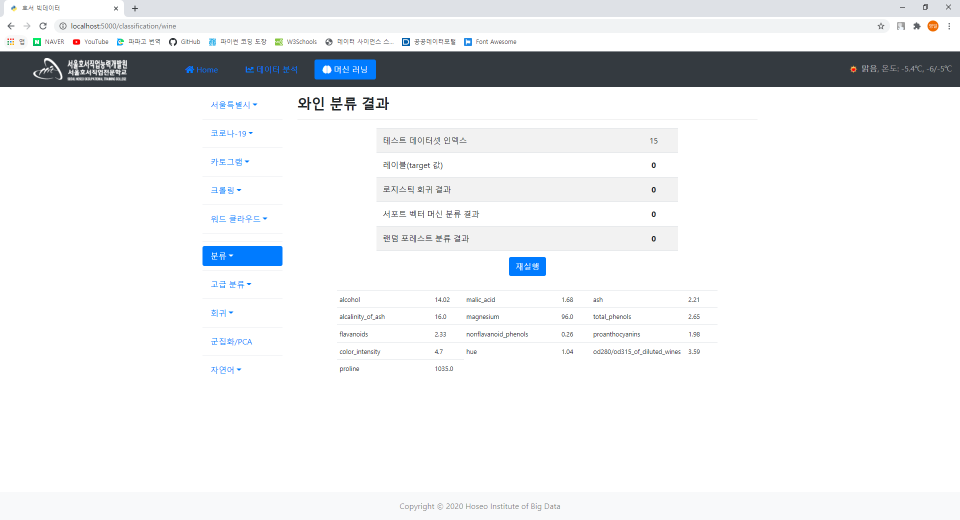 호서 빅데이터
localhost:5000/classification/wine
앱 NAVER YouTube 파파고 번역 GitHub 파이썬 코딩 도장 W3Schools 데이터 사이언스 스... 공공데이터포털 Font Awesome
서울호서직업능력개발원
서울호서직업전문학교
Home 데이터 분석 머신 러닝 맑음, 온도: -5.4℃, -6/-5℃
서울특별시
코로나-19
카토그램
크롤링
워드 클라우드
분류
고급 분류
회귀
군집화/PCA
자연어
와인 분류 결과
테스트 데이터셋 인덱스 15
레이블(target 값) 0
로지스틱 회귀 결과 0
서포트 벡터 머신 분류 결과 0
랜덤 포레스트 분류 결과 0
재실행
alcohol 14.02 malic_acid 1.68 ash 2.21
alcalinity_of_ash 16.0 magnesium 96.0 total_phenols 2.65
flavanoids 2.33 nonflavanoid_phenols 0.26 proanthocyanins 1.98
color_intensity 4.7 hue 1.04 od280/od315_of_diluted_wines 3.59
proline 1035.0
Copyright © 2020 Hoseo Institute of Big Data